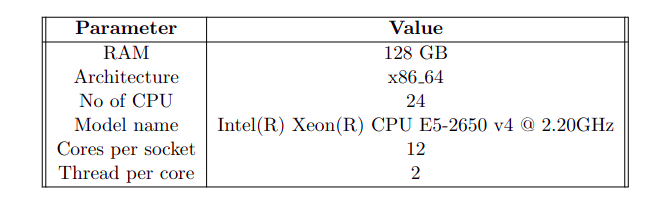 Parameter Value
RAM 128 GB
Architecture x86_64
No of CPU 24
Model name Intel(R) Xeon(R) CPU E5-2650 v4 @ 2.20GHz
Cores per socket 12
Thread per core 2